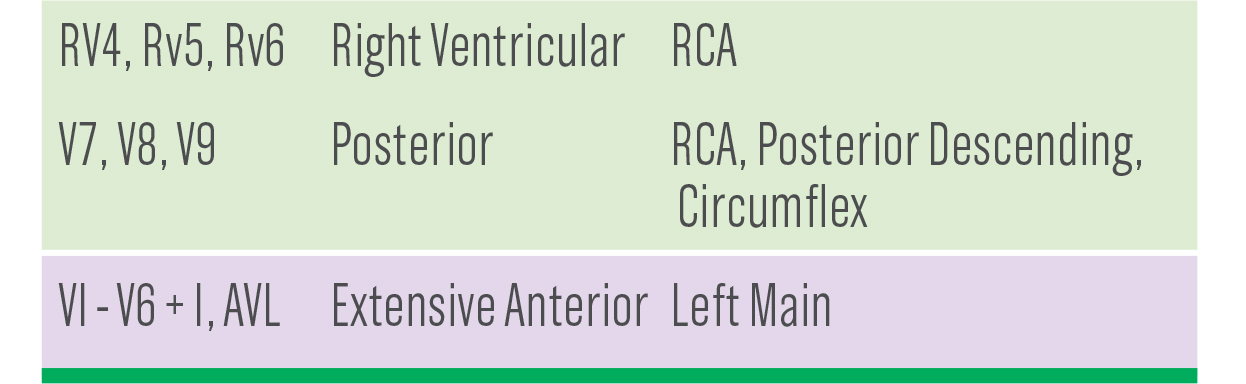 RV4, Rv5, Rv6 Right Ventricular RCA
V7, V8, V9 Posterior RCA, Posterior Descending,
Circumflex
VI - V6 + I, AVL Extensive Anterior Left Main